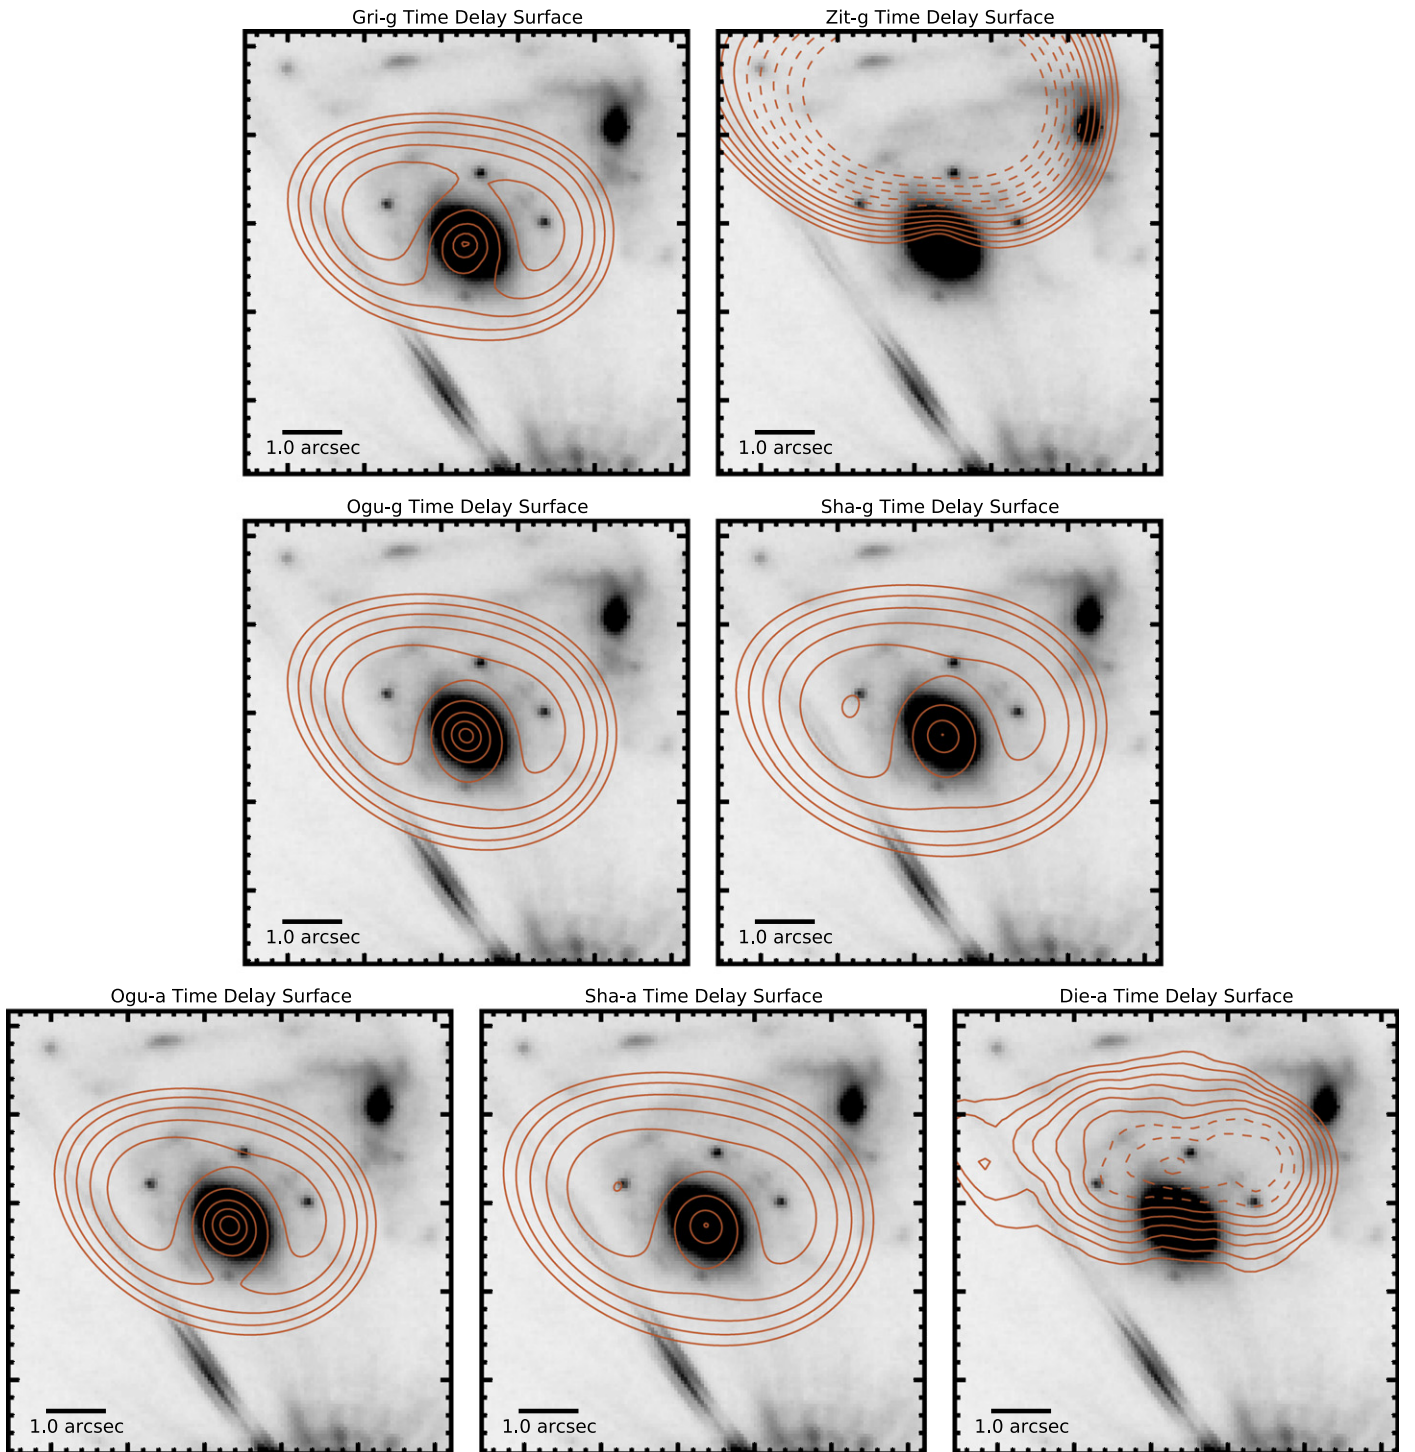 Gri-g Time Delay Surface
Zit-g Time Delay Surface
1.0 arcsec
1.0 arcsec
Ogu-g Time Delay Surface
Sha-g Time Delay Surface
1.0 arcsec
1.0 arcsec
Ogu-a Time Delay Surface
Sha-a Time Delay Surface
Die-a Time Delay Surface
1.0 arcsec
1.0 arcsec
1.0 arcsec